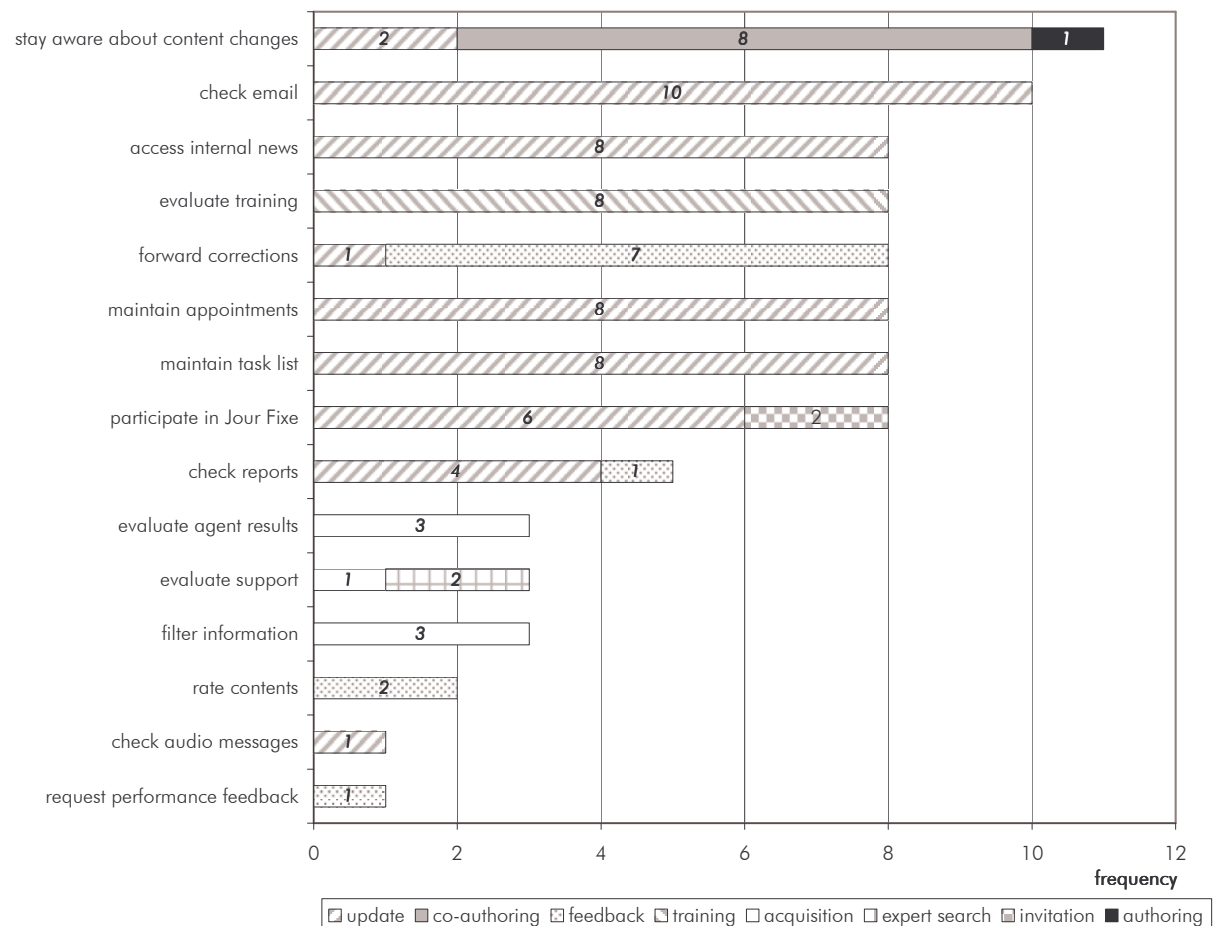 stay aware about content changes 2 8 1
check email 10
access internal news 8
evaluate training 8
forward corrections 1 7
maintain appointments 8
maintain task list 8
participate in Jour Fixe 6 2
check reports 4 1
evaluate agent results 3
evaluate support 1 2
filter information 3
rate contents 2
check audio messages 1
request performance feedback 1
0 2 4 6 8 10 12
frequency
update co-authoring feedback training acquisition expert search invitation authoring